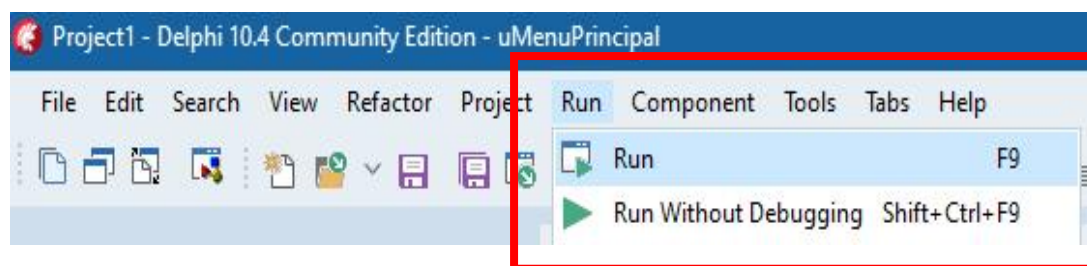 Project1 - Delphi 10.4 Community Edition - uMenuPrincipal
File Edit Search View Refactor Project Run Component Tools Tabs Help
Run F9
Run Without Debugging Shift+Ctrl+F9